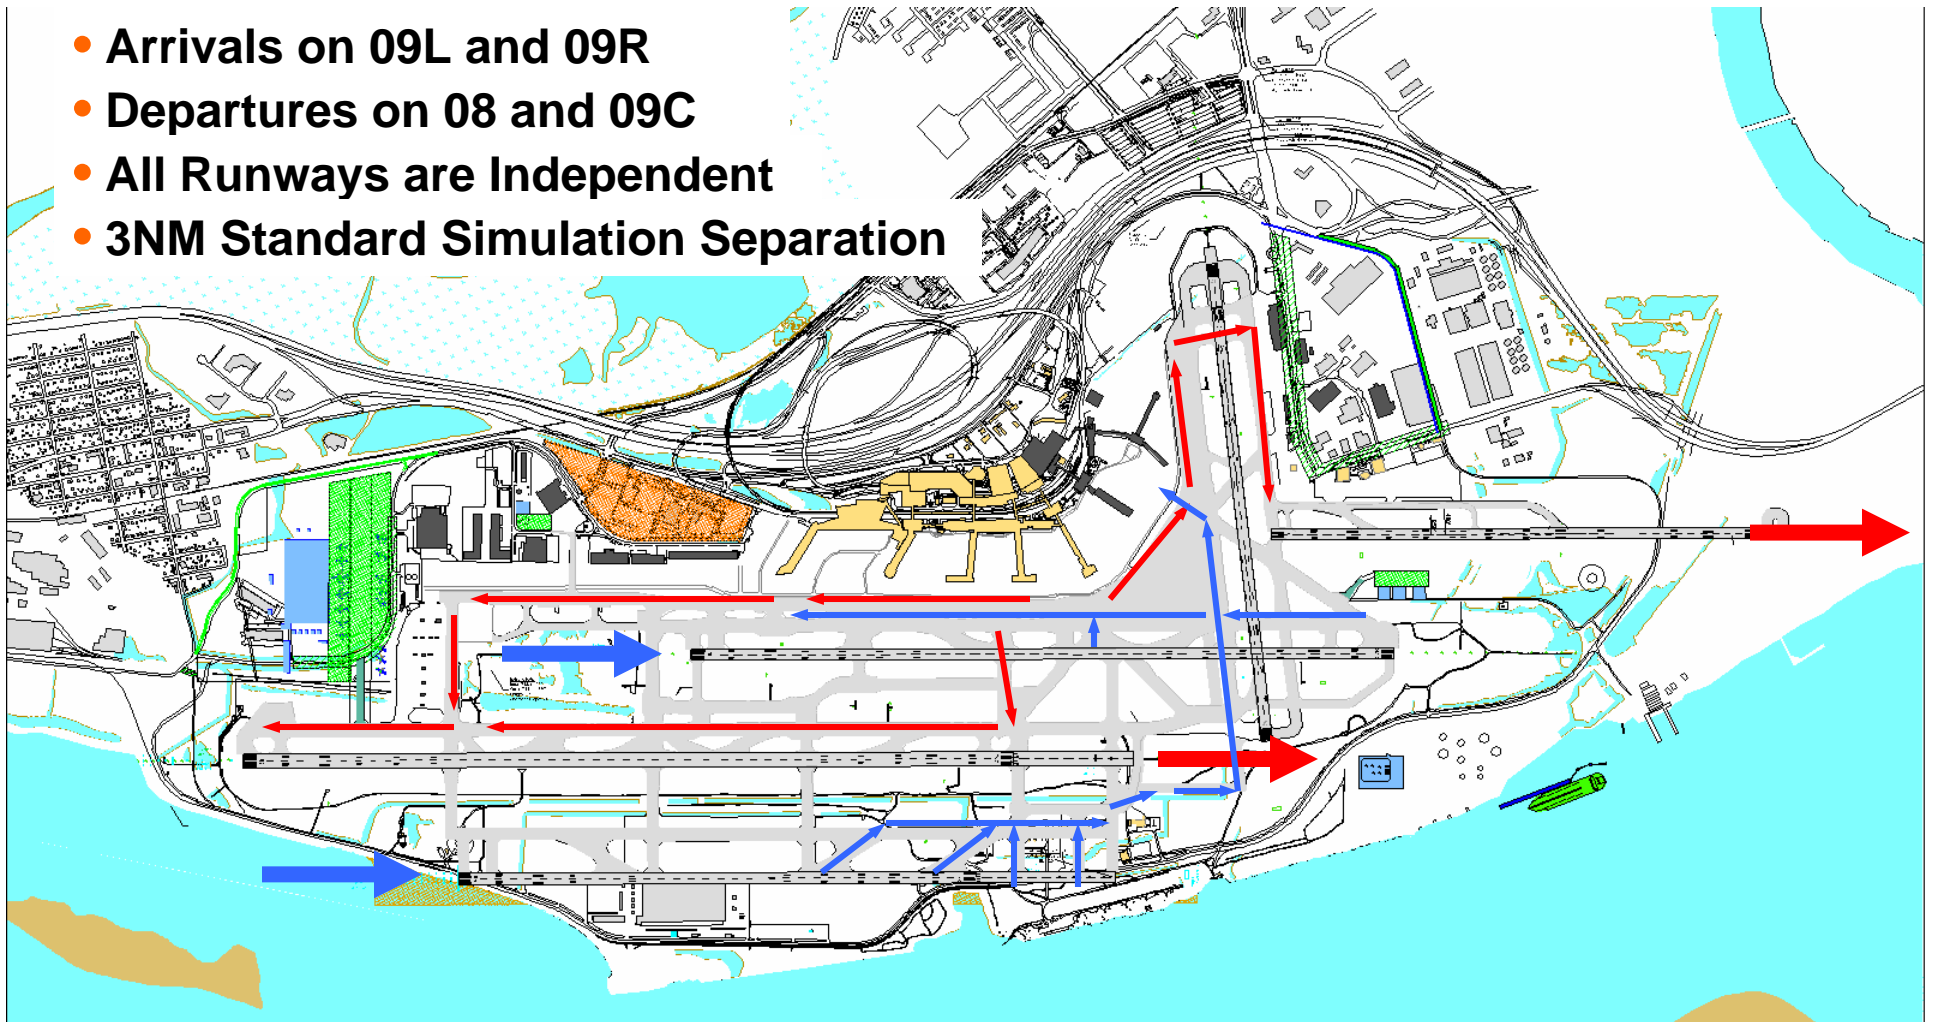 • Arrivals on 09L and 09R
• Departures on 08 and 09C
• All Runways are Independent
• 3NM Standard Simulation Separation